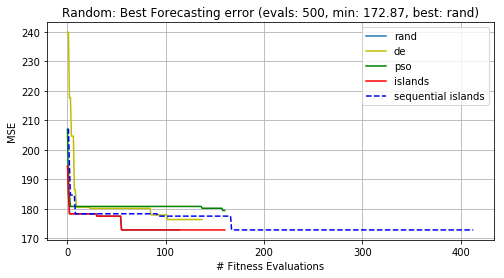 Random: Best Forecasting error (evals: 500, min: 172.87, best: rand)
240
230
220
210
200
190
180
170
MSE
rand
de
pso
islands
sequential islands
0 100 200 300 400
# Fitness Evaluations